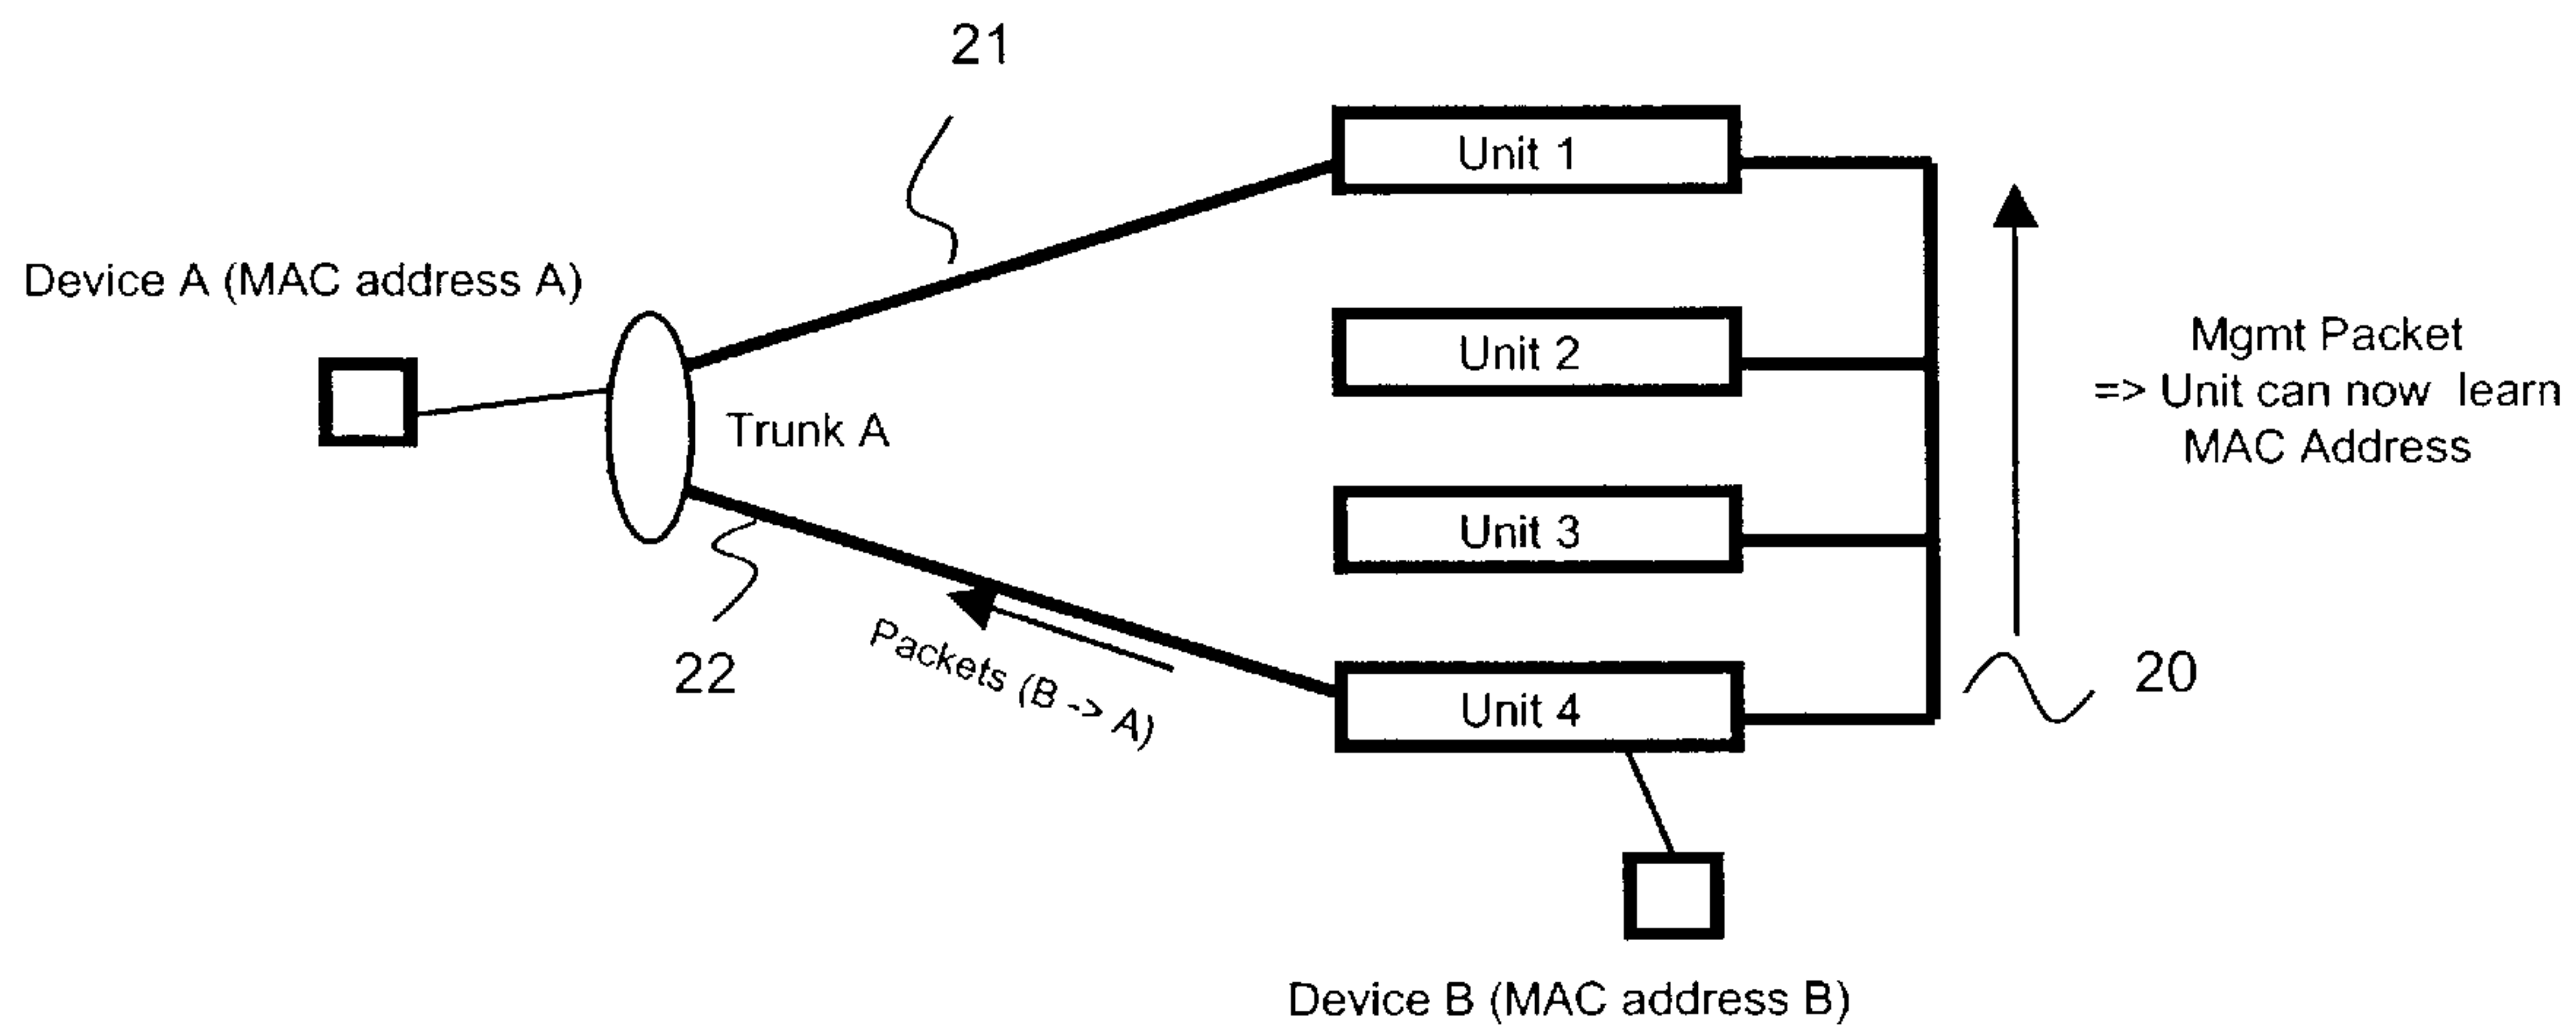 21
Unit 1
Device A (MAC address A)
Unit 2
Mgmt Packet
=> Unit can now learn
MAC Address
Trunk A
Unit 3
Packets (B -> A)
22
Unit 4
20
Device B (MAC address B)